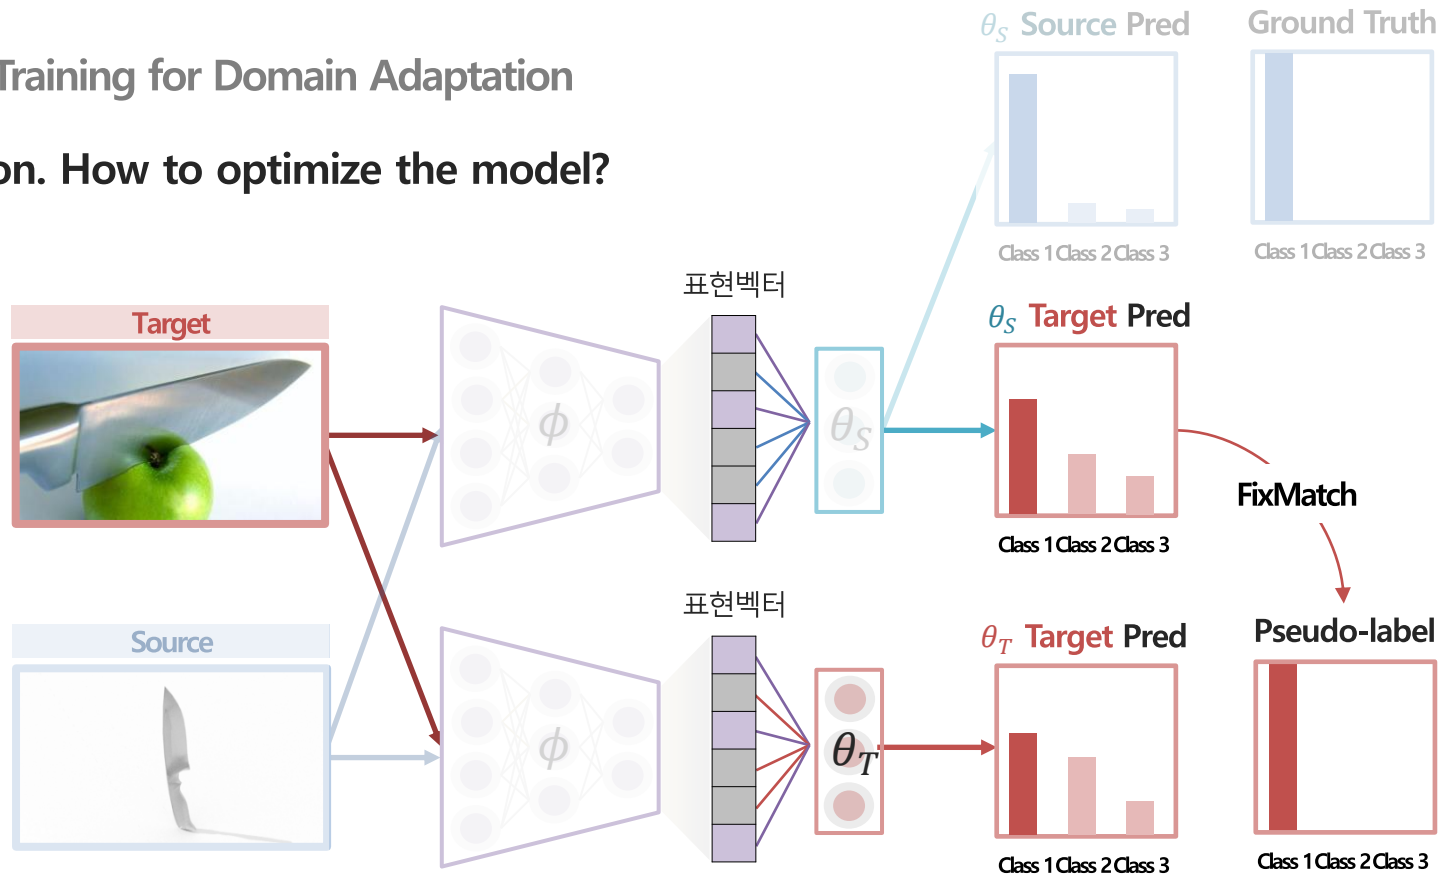 θS Source Pred
Ground Truth
Training for Domain Adaptation
on. How to optimize the model?
Class 1 Class 2 Class 3
Class 1 Class 2 Class 3
표현벡터
Target
θS Target Pred
ϕ
θS
FixMatch
Class 1 Class 2 Class 3
표현벡터
Source
θT Target Pred
Pseudo-label
ϕ
θT
Class 1 Class 2 Class 3
Class 1 Class 2 Class 3